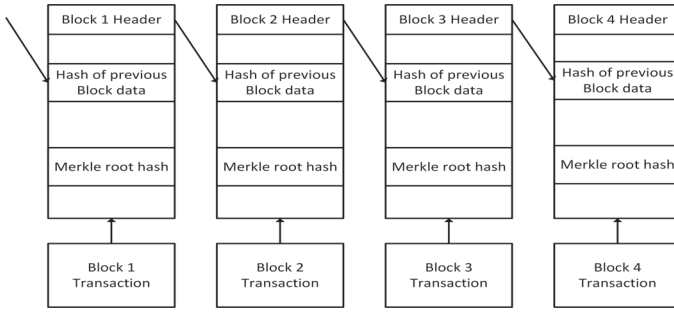 Block 1 Header
Hash of previous
Block data
Merkle root hash
Block 1
Transaction
Block 2 Header
Hash of previous
Block data
Merkle root hash
Block 2
Transaction
Block 3 Header
Hash of previous
Block data
Merkle root hash
Block 3
Transaction
Block 4 Header
Hash of previous
Block data
Merkle root hash
Block 4
Transaction